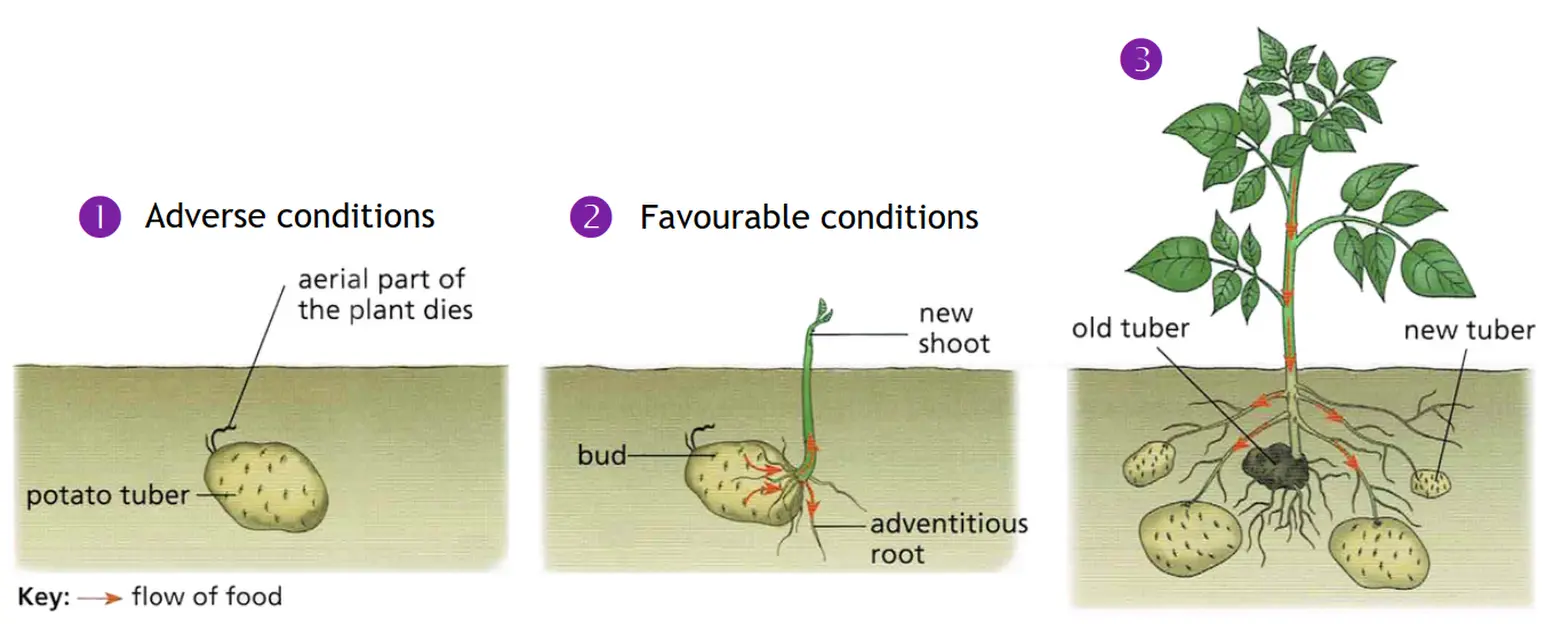 1 Adverse conditions
aerial part of
the plant dies
potato tuber
Key: flow of food
2 Favourable conditions
new
shoot
bud
adventitious
root
3
old tuber
new tuber